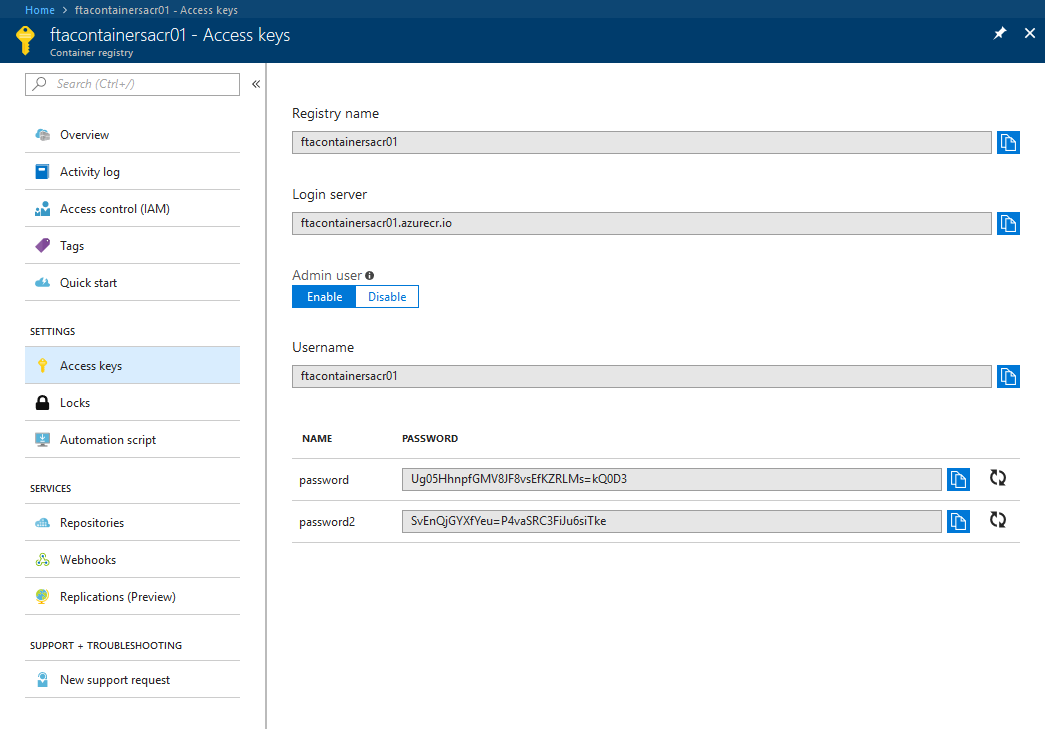 Home > ftacontainersacr01 - Access keys
ftacontainersacr01 - Access keys
Container registry
Search (Ctrl+/)
Overview
Activity log
Access control (IAM)
Tags
Quick start
SETTINGS
Access keys
Locks
Automation script
SERVICES
Repositories
Webhooks
Replications (Preview)
SUPPORT + TROUBLESHOOTING
New support request
Registry name
ftacontainersacr01
Login server
ftacontainersacr01.azurecr.io
Admin user
Enable Disable
Username
ftacontainersacr01
NAME PASSWORD
password Ug05HhnpfGMV8JF8vsEfKZRLMs=kQ0D3
password2 SvEnQjGYXfYeu=P4vaSRC3FiJu6siTke